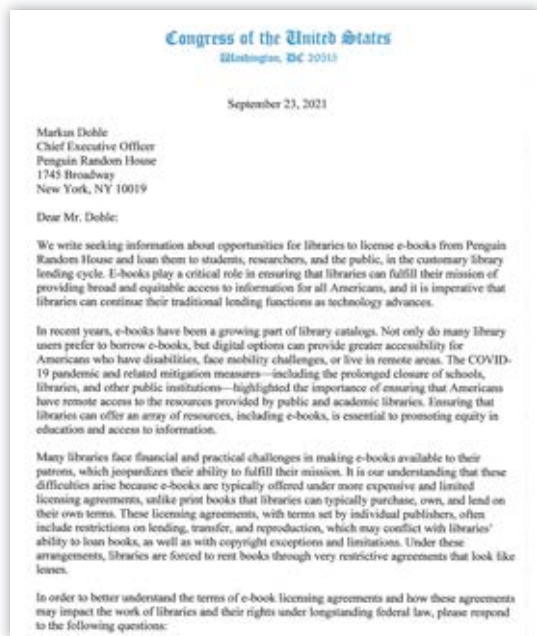 Congress of the United States
Washington, DC 20515
September 23, 2021
Markus Dohle
Chief Executive Officer
Penguin Random House
1745 Broadway
New York, NY 10019
Dear Mr. Dohle:
We write seeking information about opportunities for libraries to license e-books from Penguin
Random House and loan them to students, researchers, and the public, in the customary library
lending cycle. E-books play a critical role in ensuring that libraries can fulfill their mission of
providing broad and equitable access to information for all Americans, and it is imperative that
libraries can continue their traditional lending functions as technology advances.
In recent years, e-books have been a growing part of library catalogs. Not only do many library
users prefer to borrow e-books, but digital options can provide greater accessibility for
Americans who have disabilities, face mobility challenges, or live in remote areas. The COVID-
19 pandemic and related mitigation measures—including the prolonged closure of schools,
libraries, and other public institutions—highlighted the importance of ensuring that Americans
have remote access to the resources provided by public and academic libraries. Ensuring that
libraries can offer an array of resources, including e-books, is essential to promoting equity in
education and access to information.
Many libraries face financial and practical challenges in making e-books available to their
patrons, which jeopardizes their ability to fulfill their mission. It is our understanding that these
difficulties arise because e-books are typically offered under more expensive and limited
licensing agreements, unlike print books that libraries can typically purchase, own, and lend on
their own terms. These licensing agreements, with terms set by individual publishers, often
include restrictions on lending, transfer, and reproduction, which may conflict with libraries'
ability to loan books, as well as with copyright exceptions and limitations. Under these
arrangements, libraries are forced to rent books through very restrictive agreements that look like
leases.
In order to better understand the terms of e-book licensing agreements and how these agreements
may impact the work of libraries and their rights under longstanding federal law, please respond
to the following questions: